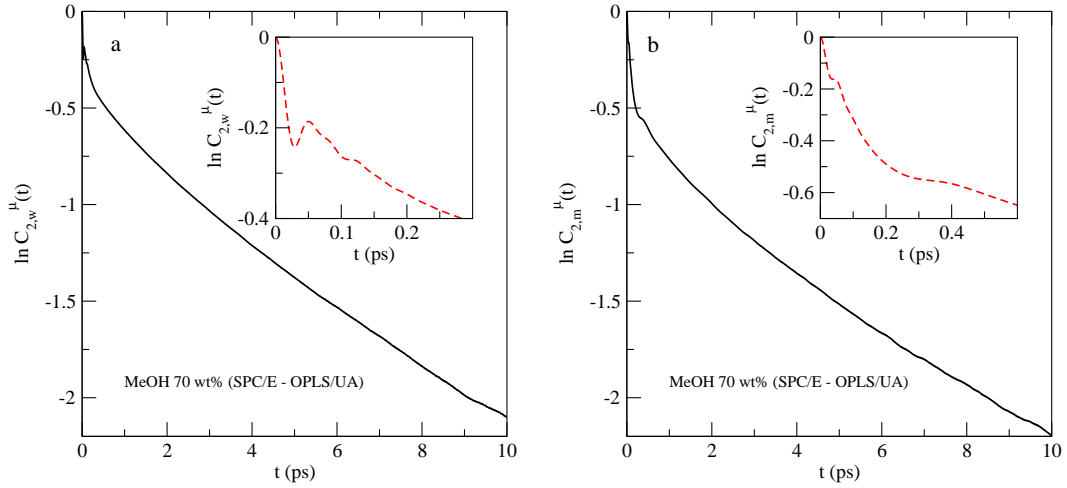 a
ln C₂,w^μ(t)
0
-0.5
-1
-1.5
-2
0 2 4 6 8 10
t (ps)
MeOH 70 wt% (SPC/E - OPLS/UA)
ln C₂,w^μ(t)
0
-0.2
-0.4
0 0.1 0.2
t (ps)
b
ln C₂,m^μ(t)
0
-0.5
-1
-1.5
-2
0 2 4 6 8 10
t (ps)
MeOH 70 wt% (SPC/E - OPLS/UA)
ln C₂,m^μ(t)
0
-0.2
-0.4
-0.6
0 0.2 0.4
t (ps)